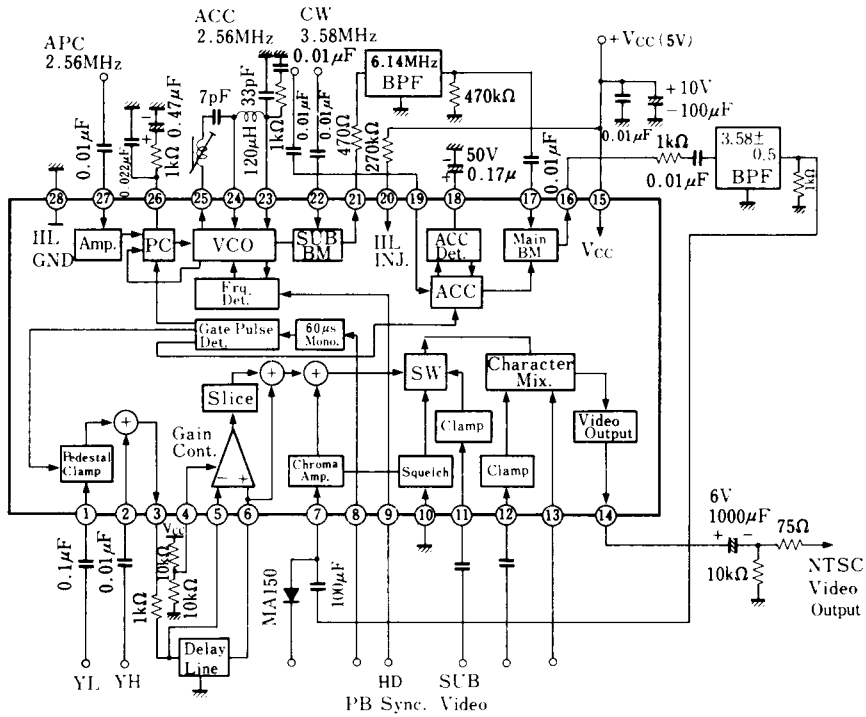 ACC
CW
APC
2.56MHz
3.58MHz
2.56MHz
0.01μF
+VCC (5V)
6.14MHz
BPF
470kΩ
7pF
33pF
120μH
1kΩ
0.01μF
0.01μF
470Ω
270kΩ
0.01μF
0.022μF
0.47μF
1kΩ
50V
0.17μ
0.01μF
+10V
-100μF
0.01μF
1kΩ
0.01μF
3.58±
0.5
BPF
1kΩ
28 27 26 25 24 23 22 21 20 19 18 17 16 15
IIL
GND
Amp.
PC
VCO
SUB
BM
IIL
INJ.
ACC
Det.
Main
BM
VCC
Frq.
Det.
ACC
Gate Pulse
Det.
60μs
Mono.
Slice
+
+
+
SW
Character
Mix.
Gain
Cont.
Pedestal
Clamp
Clamp
Video
Output
Chroma
Amp.
Squelch
Clamp
- +
1 2 3 4 5 6 7 8 9 10 11 12 13 14
0.1μF
0.01μF
1kΩ
VCC
10kΩ
10kΩ
MA150
100μF
6V
1000μF
75Ω
10kΩ
NTSC
Video
Output
Delay
Line
YL
YH
HD
SUB
PB Sync. Video